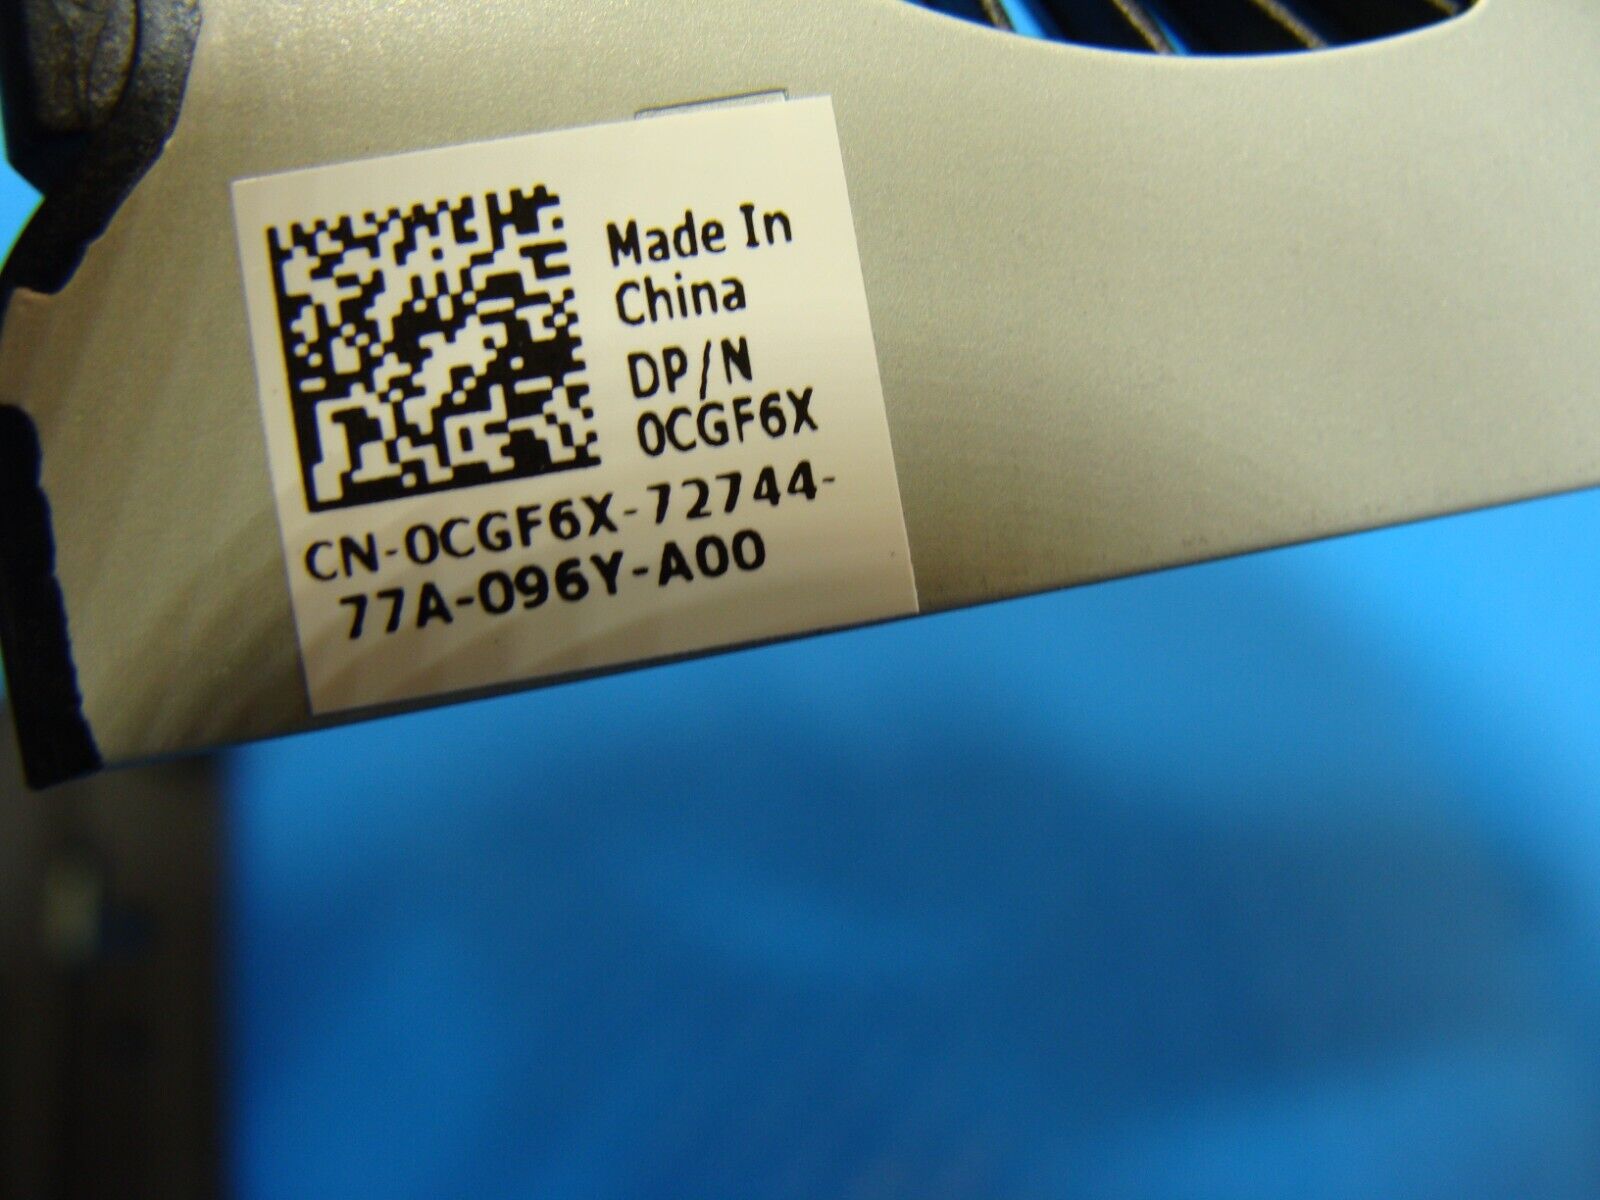 Made In
China
DP/N
0CGF6X
CN-0CGF6X-72744-
77A-096Y-A00